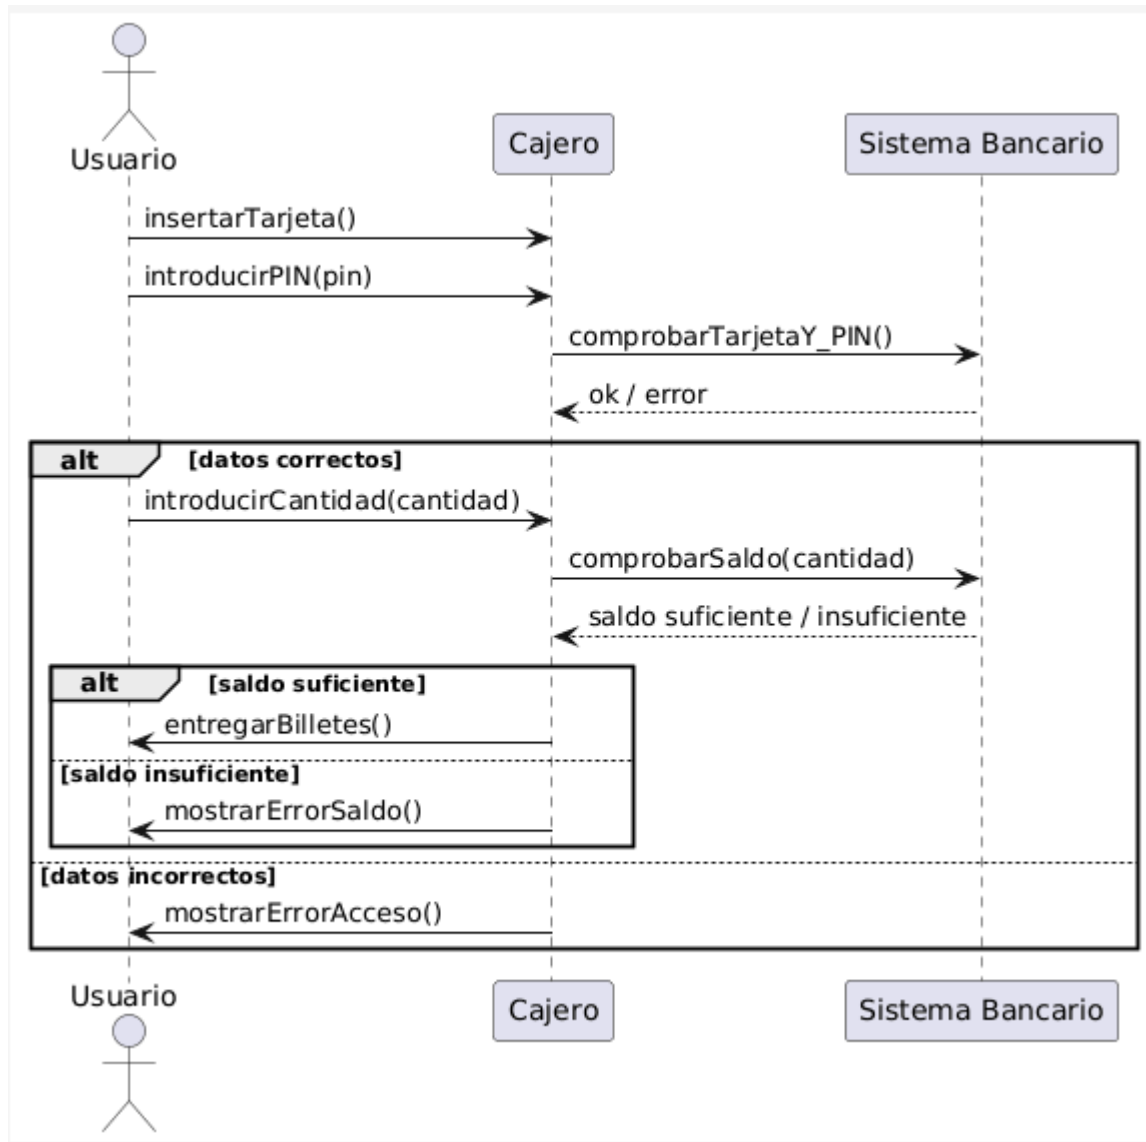 Usuario
Cajero
Sistema Bancario
insertarTarjeta()
introducirPIN(pin)
comprobarTarjetaY_PIN()
ok / error
alt
[datos correctos]
introducirCantidad(cantidad)
comprobarSaldo(cantidad)
saldo suficiente / insuficiente
alt
[saldo suficiente]
entregarBilletes()
[saldo insuficiente]
mostrarErrorSaldo()
[datos incorrectos]
mostrarErrorAcceso()
Usuario
Cajero
Sistema Bancario